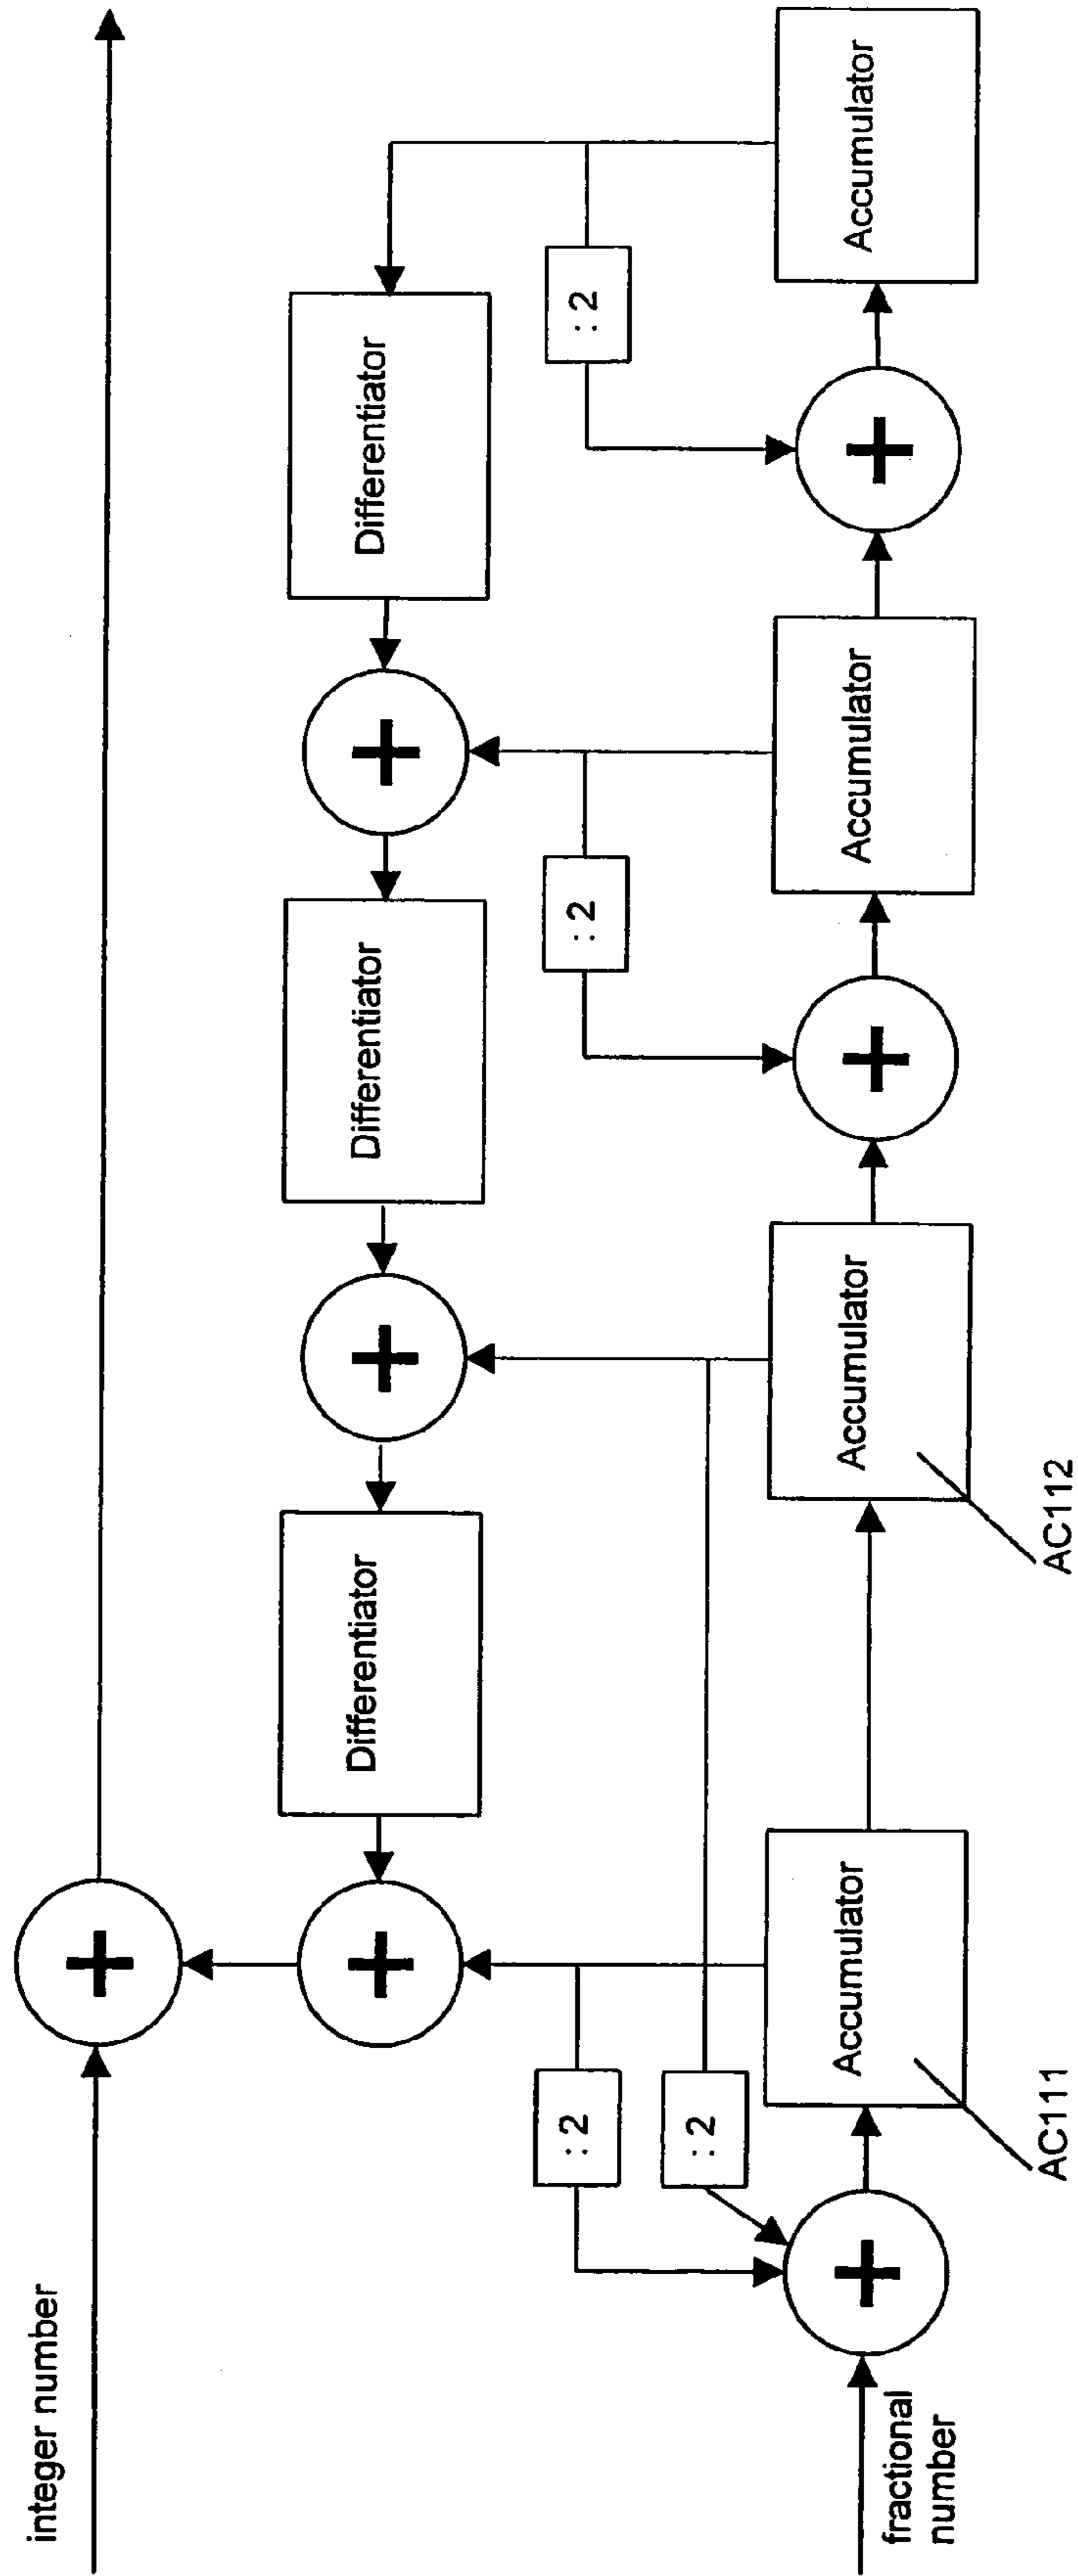 integer number
+
Differentiator
+
Differentiator
+
Differentiator
+
: 2
: 2
: 2
: 2
fractional
number
+
Accumulator
Accumulator
+
Accumulator
+
Accumulator
AC111
AC112